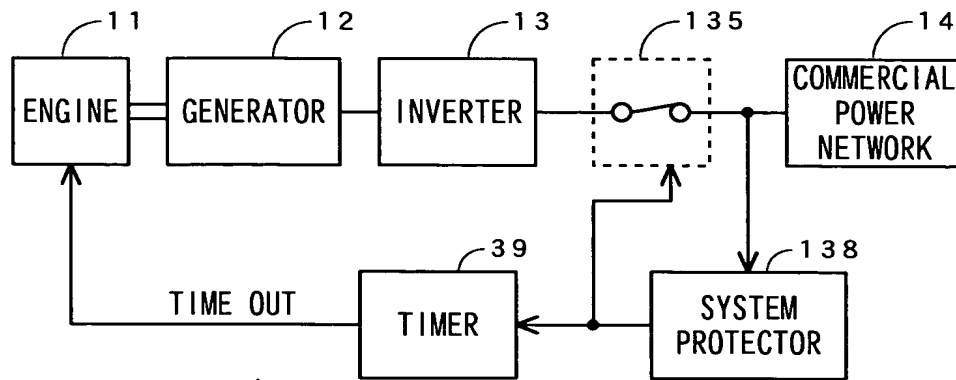 11
12
13
135
14
ENGINE
GENERATOR
INVERTER
COMMERCIAL
POWER
NETWORK
39
138
TIME OUT
TIMER
SYSTEM
PROTECTOR